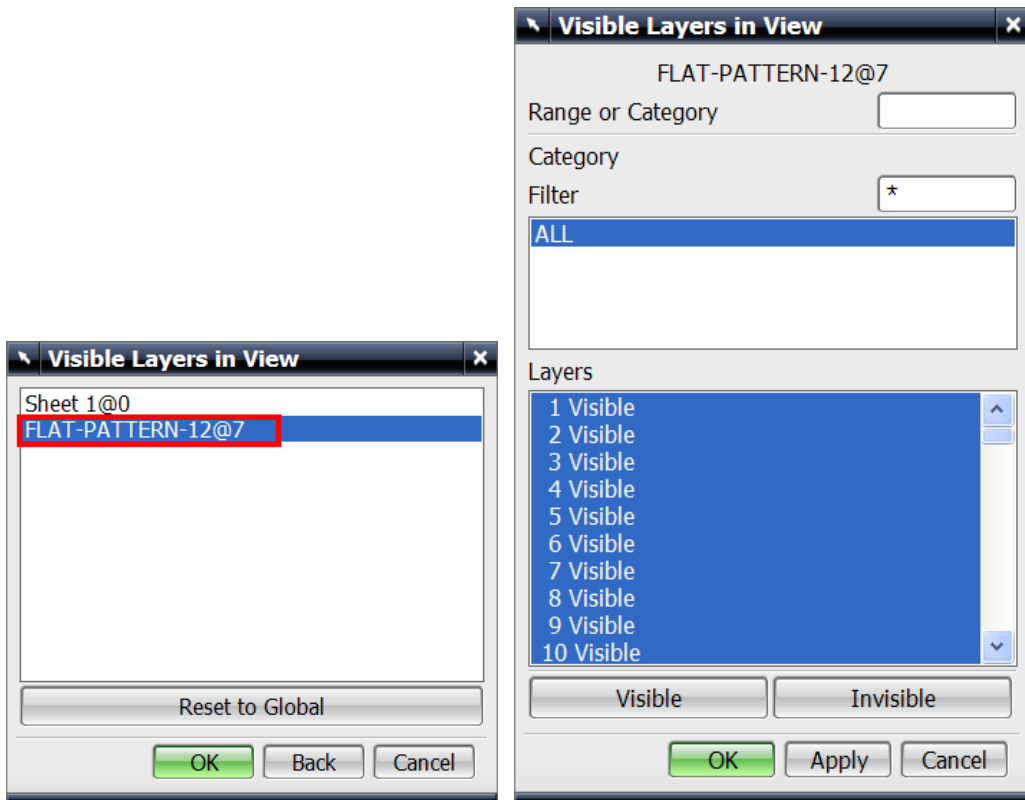 Visible Layers in View
Sheet 1@0
FLAT-PATTERN-12@7
Reset to Global
OK Back Cancel
Visible Layers in View
FLAT-PATTERN-12@7
Range or Category
Category
Filter *
ALL
Layers
1 Visible
2 Visible
3 Visible
4 Visible
5 Visible
6 Visible
7 Visible
8 Visible
9 Visible
10 Visible
Visible Invisible
OK Apply Cancel